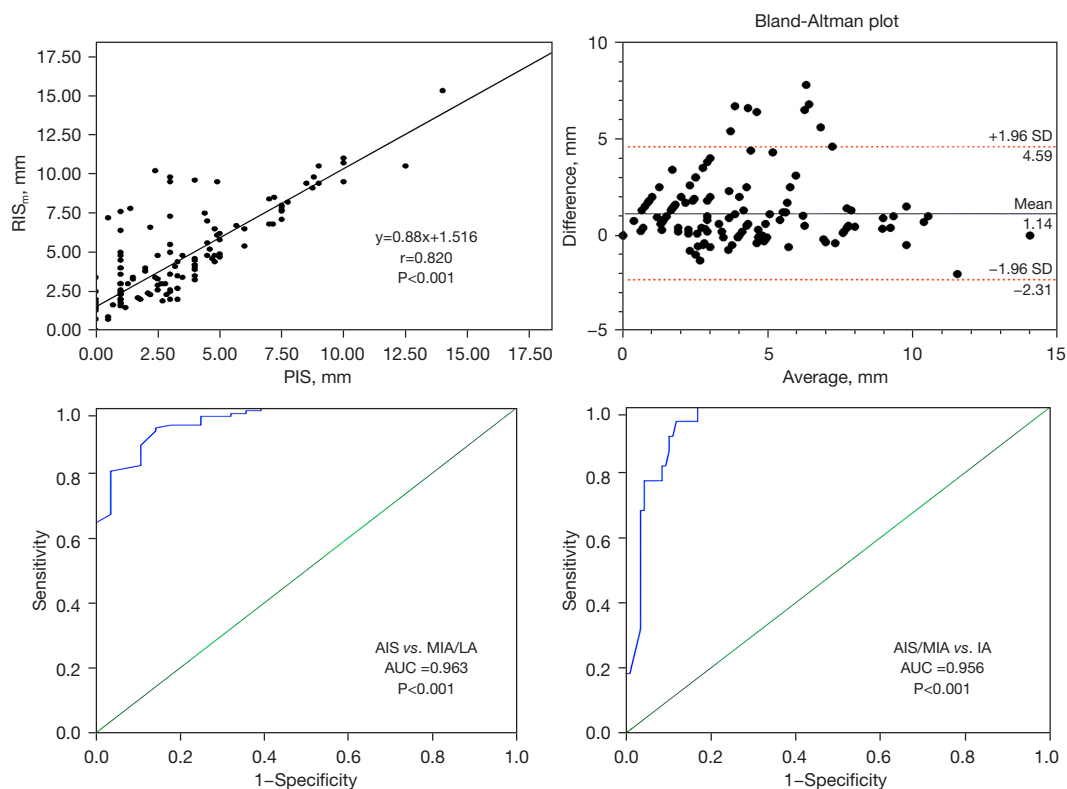 17.50
15.00
12.50
10.00
7.50
5.00
2.50
0.00
RISm, mm
y=0.88x+1.516
r=0.820
P<0.001
0.00 2.50 5.00 7.50 10.00 12.50 15.00 17.50
PIS, mm
Bland-Altman plot
10
5
0
−5
Difference, mm
+1.96 SD
4.59
Mean
1.14
−1.96 SD
−2.31
0 5 10 15
Average, mm
1.0
0.8
0.6
0.4
0.2
0.0
Sensitivity
AIS vs. MIA/LA
AUC =0.963
P<0.001
0.0 0.2 0.4 0.6 0.8 1.0
1−Specificity
1.0
0.8
0.6
0.4
0.2
0.0
Sensitivity
AIS/MIA vs. IA
AUC =0.956
P<0.001
0.0 0.2 0.4 0.6 0.8 1.0
1−Specificity